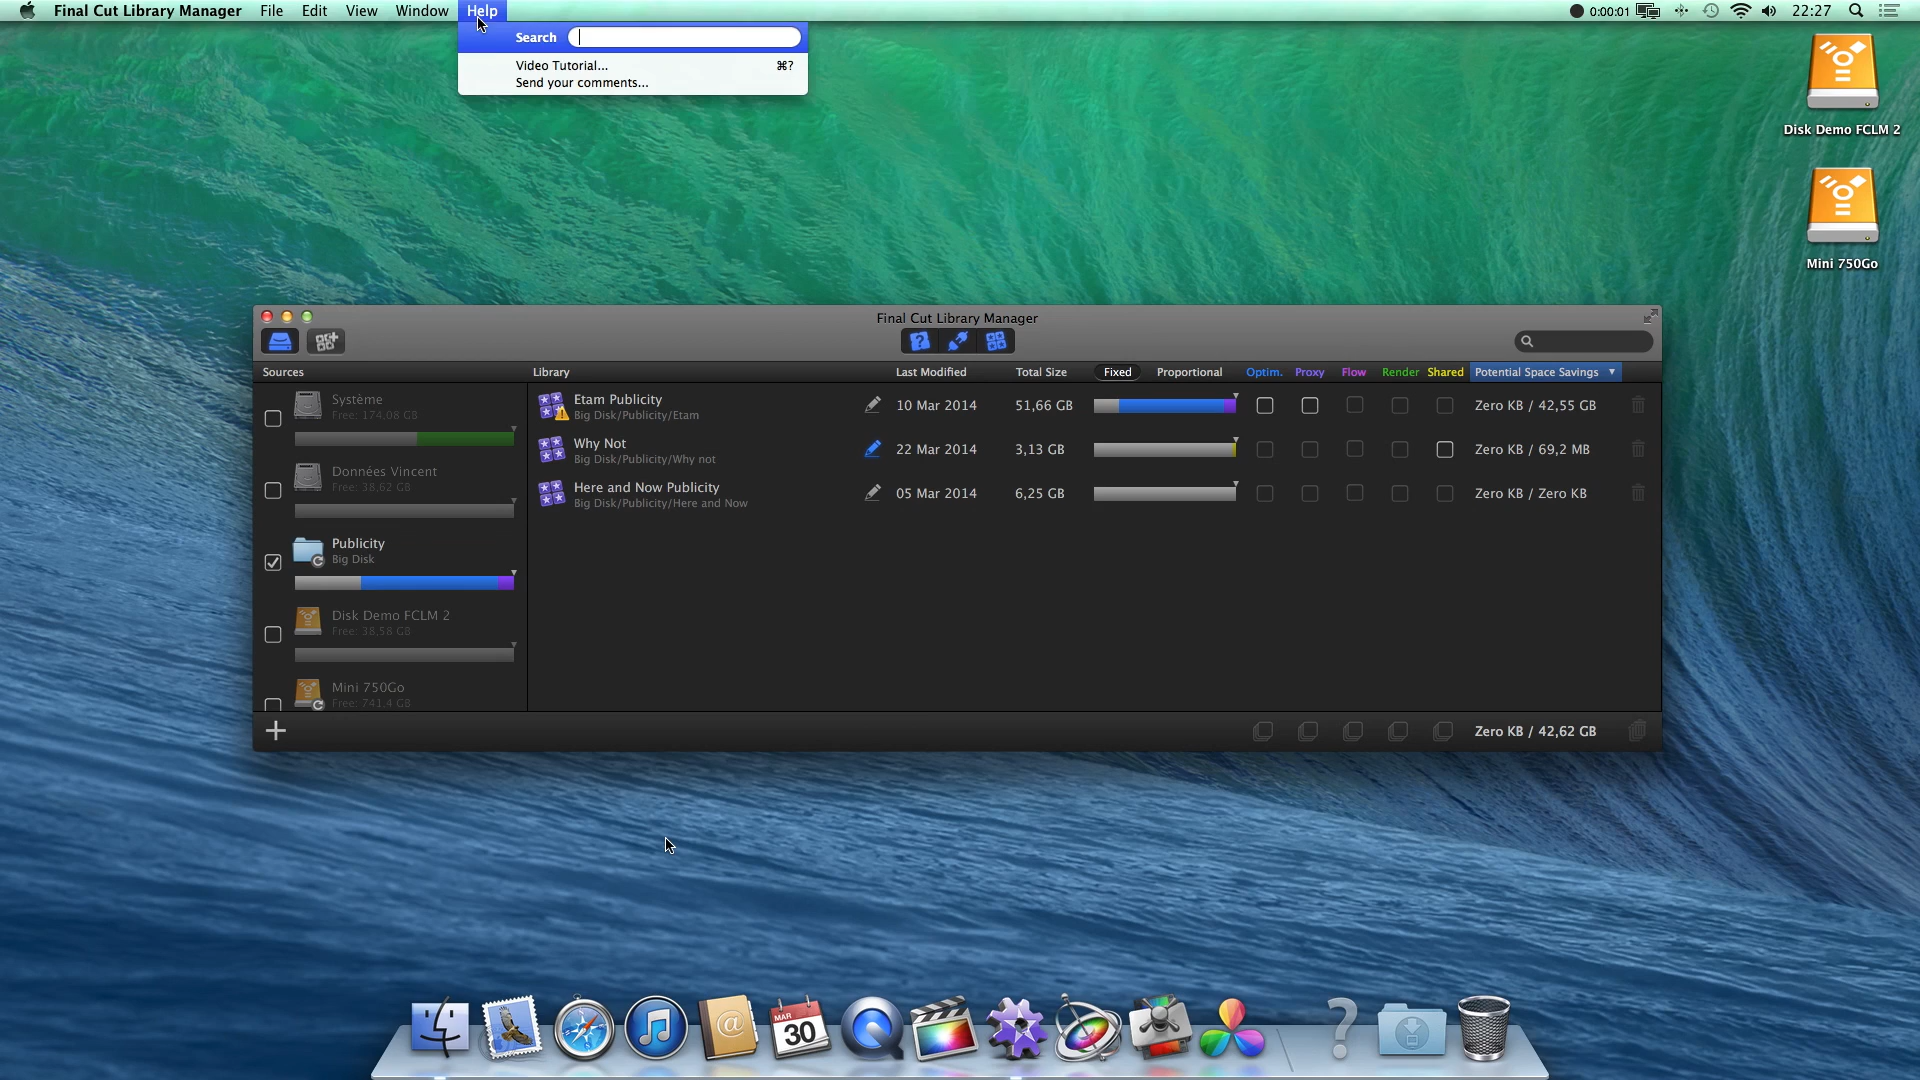 Final Cut Library Manager File Edit View Window Help 0:00:01 22:27
Search
Video Tutorial... ⌘?
Send your comments...
Disk Demo FCLM 2
Mini 750Go
Final Cut Library Manager
Sources Library Last Modified Total Size Fixed Proportional Optim. Proxy Flow Render Shared Potential Space Savings
Système
Free: 174,08 GB
Données Vincent
Free: 38,62 GB
Publicity
Big Disk
Disk Demo FCLM 2
Free: 38,58 GB
Mini 750Go
Free: 741,4 GB
Etam Publicity
Big Disk/Publicity/Etam
10 Mar 2014 51,66 GB Zero KB / 42,55 GB
Why Not
Big Disk/Publicity/Why not
22 Mar 2014 3,13 GB Zero KB / 69,2 MB
Here and Now Publicity
Big Disk/Publicity/Here and Now
05 Mar 2014 6,25 GB Zero KB / Zero KB
Zero KB / 42,62 GB
MAR
30